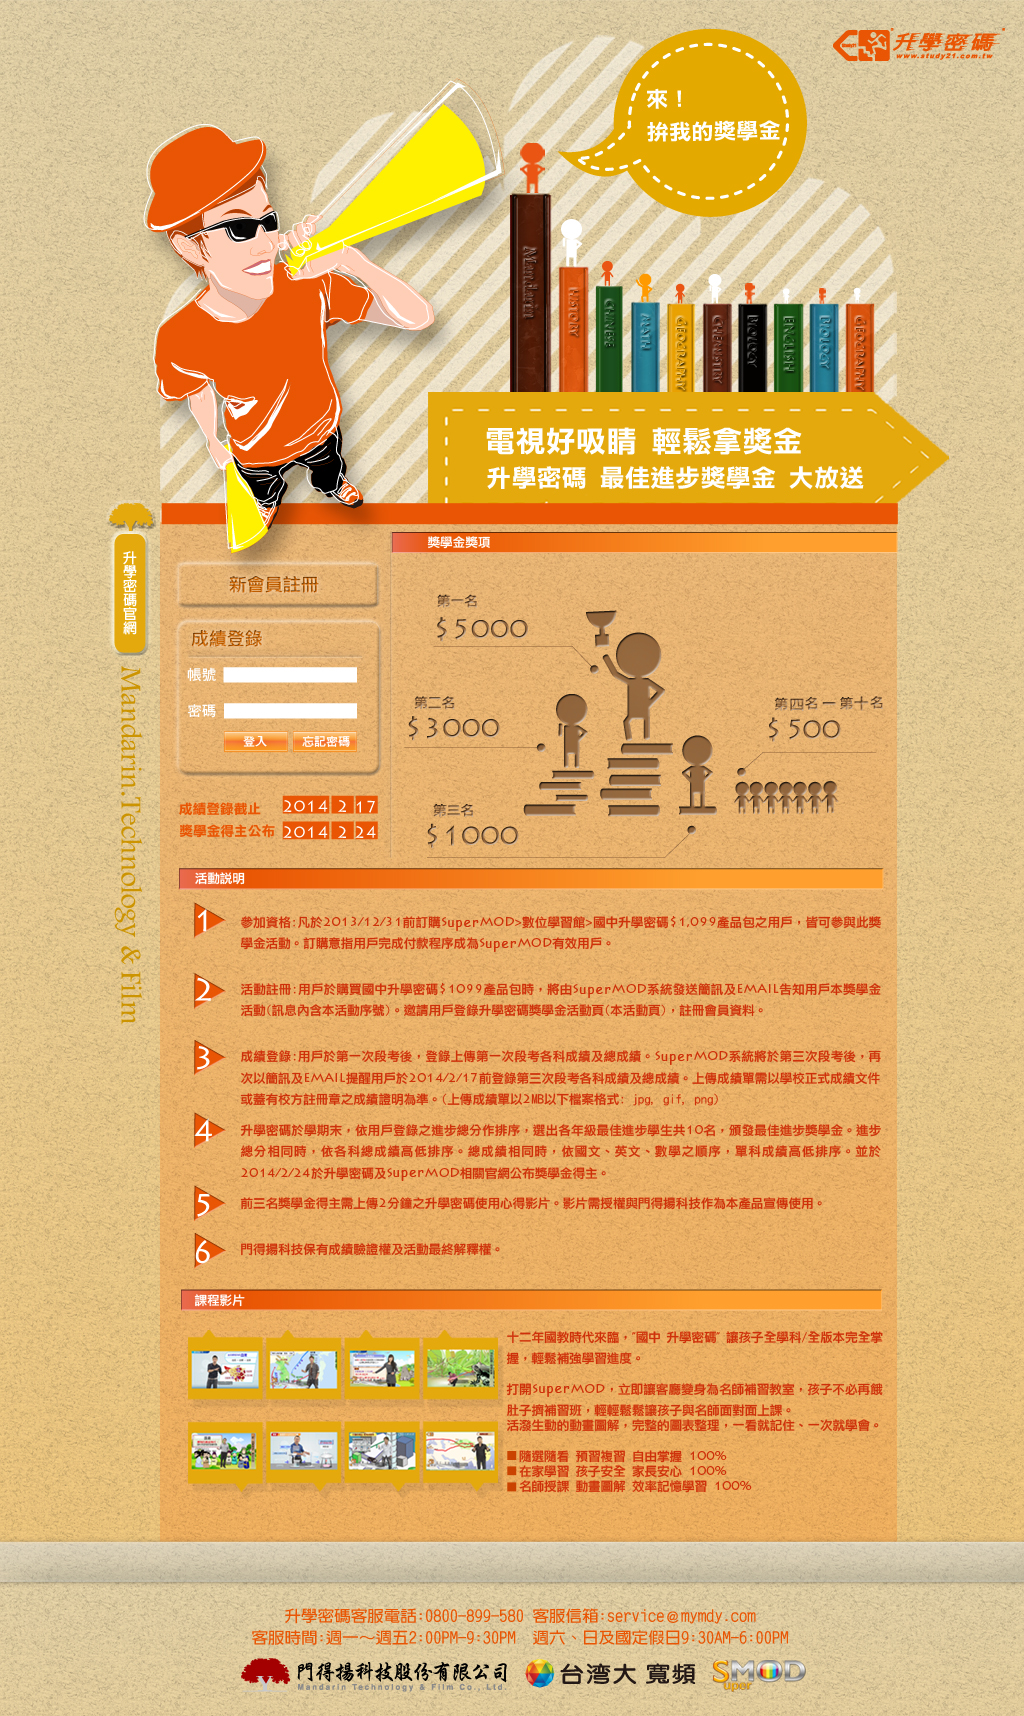 升學密碼
www.study21.com.tw
來！
拚我的獎學金
Mandarin
HISTORY
CHINESE
MATH
GEOGRAPHY
CHEMISTRY
BIOLOGY
ENGLISH
BIOLOGY
GEOGRAPHY
電視好吸睛 輕鬆拿獎金
升學密碼 最佳進步獎學金 大放送
升學密碼官網
Mandarin.Technology & Film
新會員註冊
成績登錄
帳號
密碼
登入 忘記密碼
成績登錄截止 2014 2 17
獎學金得主公布 2014 2 24
獎學金獎項
第一名
$5000
第二名
$3000
第四名－第十名
$500
第三名
$1000
活動說明
1 參加資格:凡於2013/12/31前訂購SuperMOD>數位學習館>國中升學密碼$1,099產品包之用戶，皆可參與此獎
學金活動。訂購意指用戶完成付款程序成為SuperMOD有效用戶。
2 活動註冊:用戶於購買國中升學密碼$1099產品包時，將由SuperMOD系統發送簡訊及EMAIL告知用戶本獎學金
活動(訊息內含本活動序號)。邀請用戶登錄升學密碼獎學金活動頁(本活動頁)，註冊會員資料。
3 成績登錄:用戶於第一次段考後，登錄上傳第一次段考各科成績及總成績。SuperMOD系統將於第三次段考後，再
次以簡訊及EMAIL提醒用戶於2014/2/17前登錄第三次段考各科成績及總成績。上傳成績單需以學校正式成績文件
或蓋有校方註冊章之成績證明為準。(上傳成績單以2MB以下檔案格式: jpg, gif, png)
4 升學密碼於學期末，依用戶登錄之進步總分作排序，選出各年級最佳進步學生共10名，頒發最佳進步獎學金。進步
總分相同時，依各科總成績高低排序。總成績相同時，依國文、英文、數學之順序，單科成績高低排序。並於
2014/2/24於升學密碼及SuperMOD相關官網公布獎學金得主。
5 前三名獎學金得主需上傳2分鐘之升學密碼使用心得影片。影片需授權與門得揚科技作為本產品宣傳使用。
6 門得揚科技保有成績驗證權及活動最終解釋權。
課程影片
十二年國教時代來臨，"國中 升學密碼" 讓孩子全學科/全版本完全掌
握，輕鬆補強學習進度。
打開SuperMOD，立即讓客廳變身為名師補習教室，孩子不必再餓
肚子擠補習班，輕輕鬆鬆讓孩子與名師面對面上課。
活潑生動的動畫圖解，完整的圖表整理，一看就記住、一次就學會。
■隨選隨看 預習複習 自由掌握 100%
■在家學習 孩子安全 家長安心 100%
■名師授課 動畫圖解 效率記憶學習 100%
升學密碼客服電話:0800-899-580 客服信箱:service@mymdy.com
客服時間:週一～週五2:00PM-9:30PM 週六、日及國定假日9:30AM-6:00PM
門得揚科技股份有限公司
Mandarin Technology & Film Co., Ltd.
台湾大 寬頻
SMOD
uper